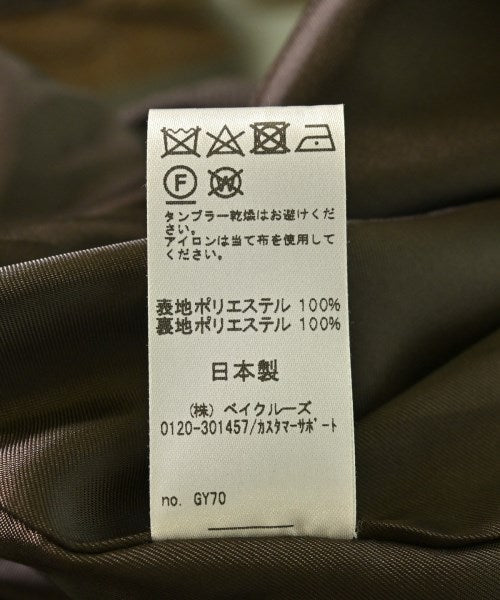 F W
タンブラー乾燥はお避けくだ
さい。
アイロンは当て布を使用して
ください。
表地ポリエステル 100%
裏地ポリエステル 100%
日本製
(株) ベイクルーズ
0120-301457/カスタマーサポート
no. GY70